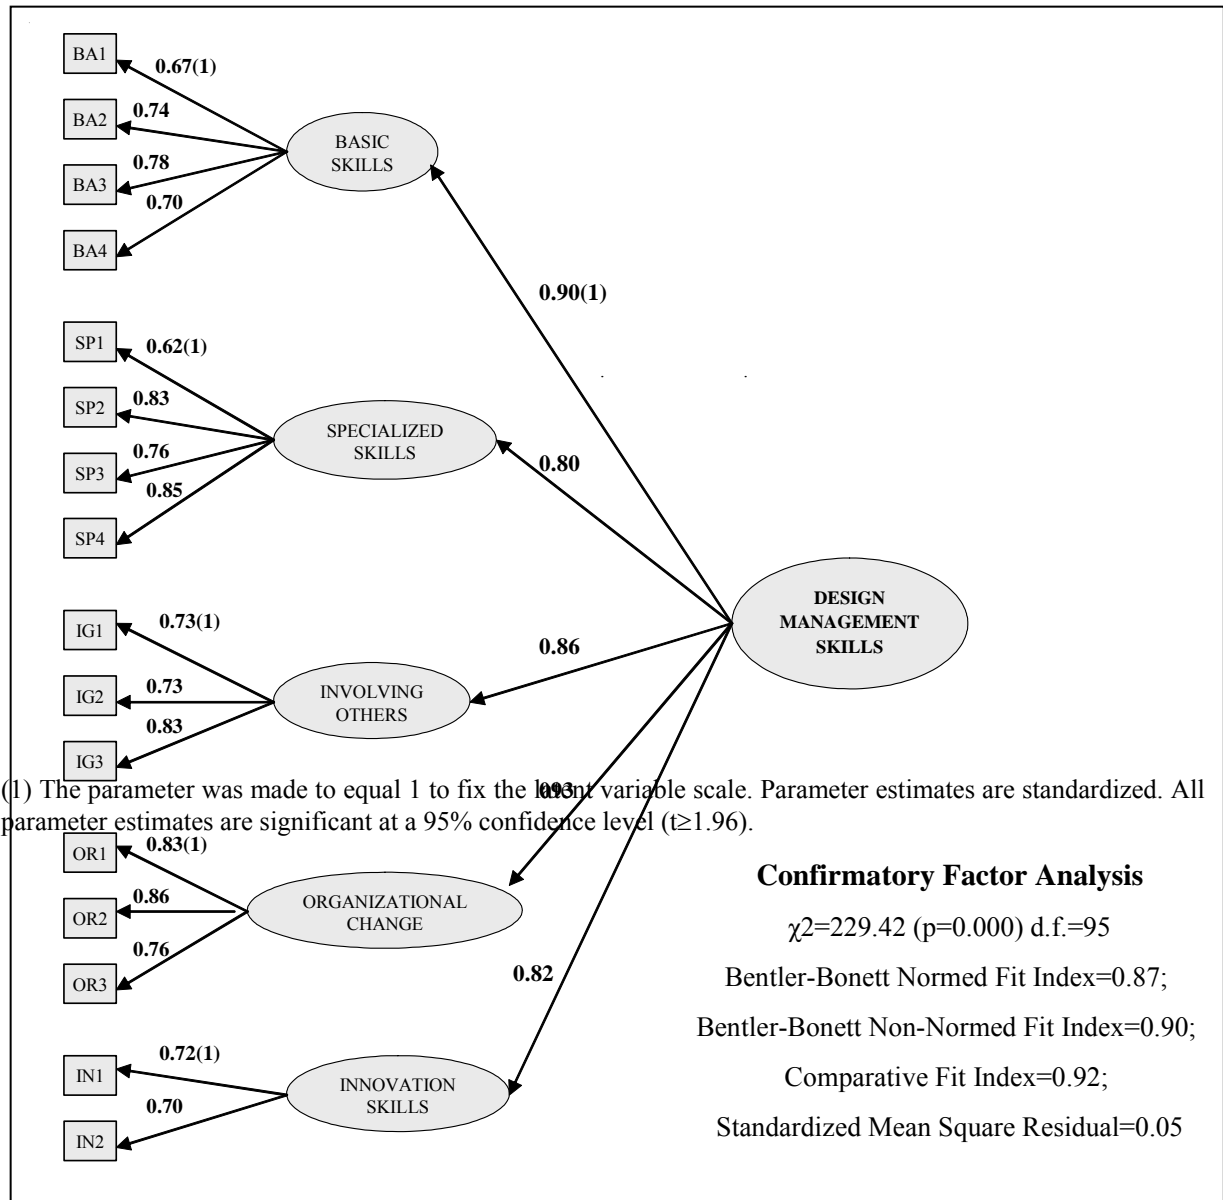 BA1
0.67(1)
BA2
0.74
BA3
0.78
BA4
0.70
BASIC
SKILLS
0.90(1)
SP1
0.62(1)
SP2
0.83
SP3
0.76
SP4
0.85
SPECIALIZED
SKILLS
0.80
DESIGN
MANAGEMENT
SKILLS
IG1
0.73(1)
IG2
0.73
IG3
0.83
INVOLVING
OTHERS
0.86
(1) The parameter was made to equal 1 to fix the latent variable scale. Parameter estimates are standardized. All
parameter estimates are significant at a 95% confidence level (t≥1.96).
OR1
0.83(1)
OR2
0.86
OR3
0.76
ORGANIZATIONAL
CHANGE
0.82
IN1
0.72(1)
IN2
0.70
INNOVATION
SKILLS
Confirmatory Factor Analysis
χ2=229.42 (p=0.000) d.f.=95
Bentler-Bonett Normed Fit Index=0.87;
Bentler-Bonett Non-Normed Fit Index=0.90;
Comparative Fit Index=0.92;
Standardized Mean Square Residual=0.05